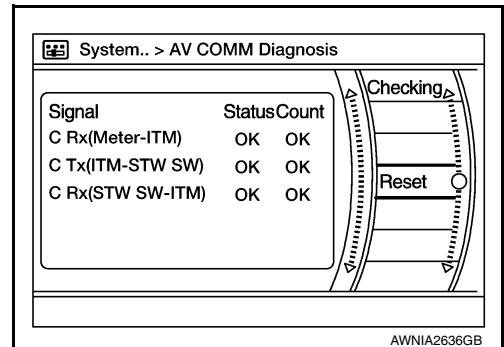 System.. > AV COMM Diagnosis
Checking
Signal Status Count
C Rx(Meter-ITM) OK OK
C Tx(ITM-STW SW) OK OK
C Rx(STW SW-ITM) OK OK
Reset
AWNIA2636GB